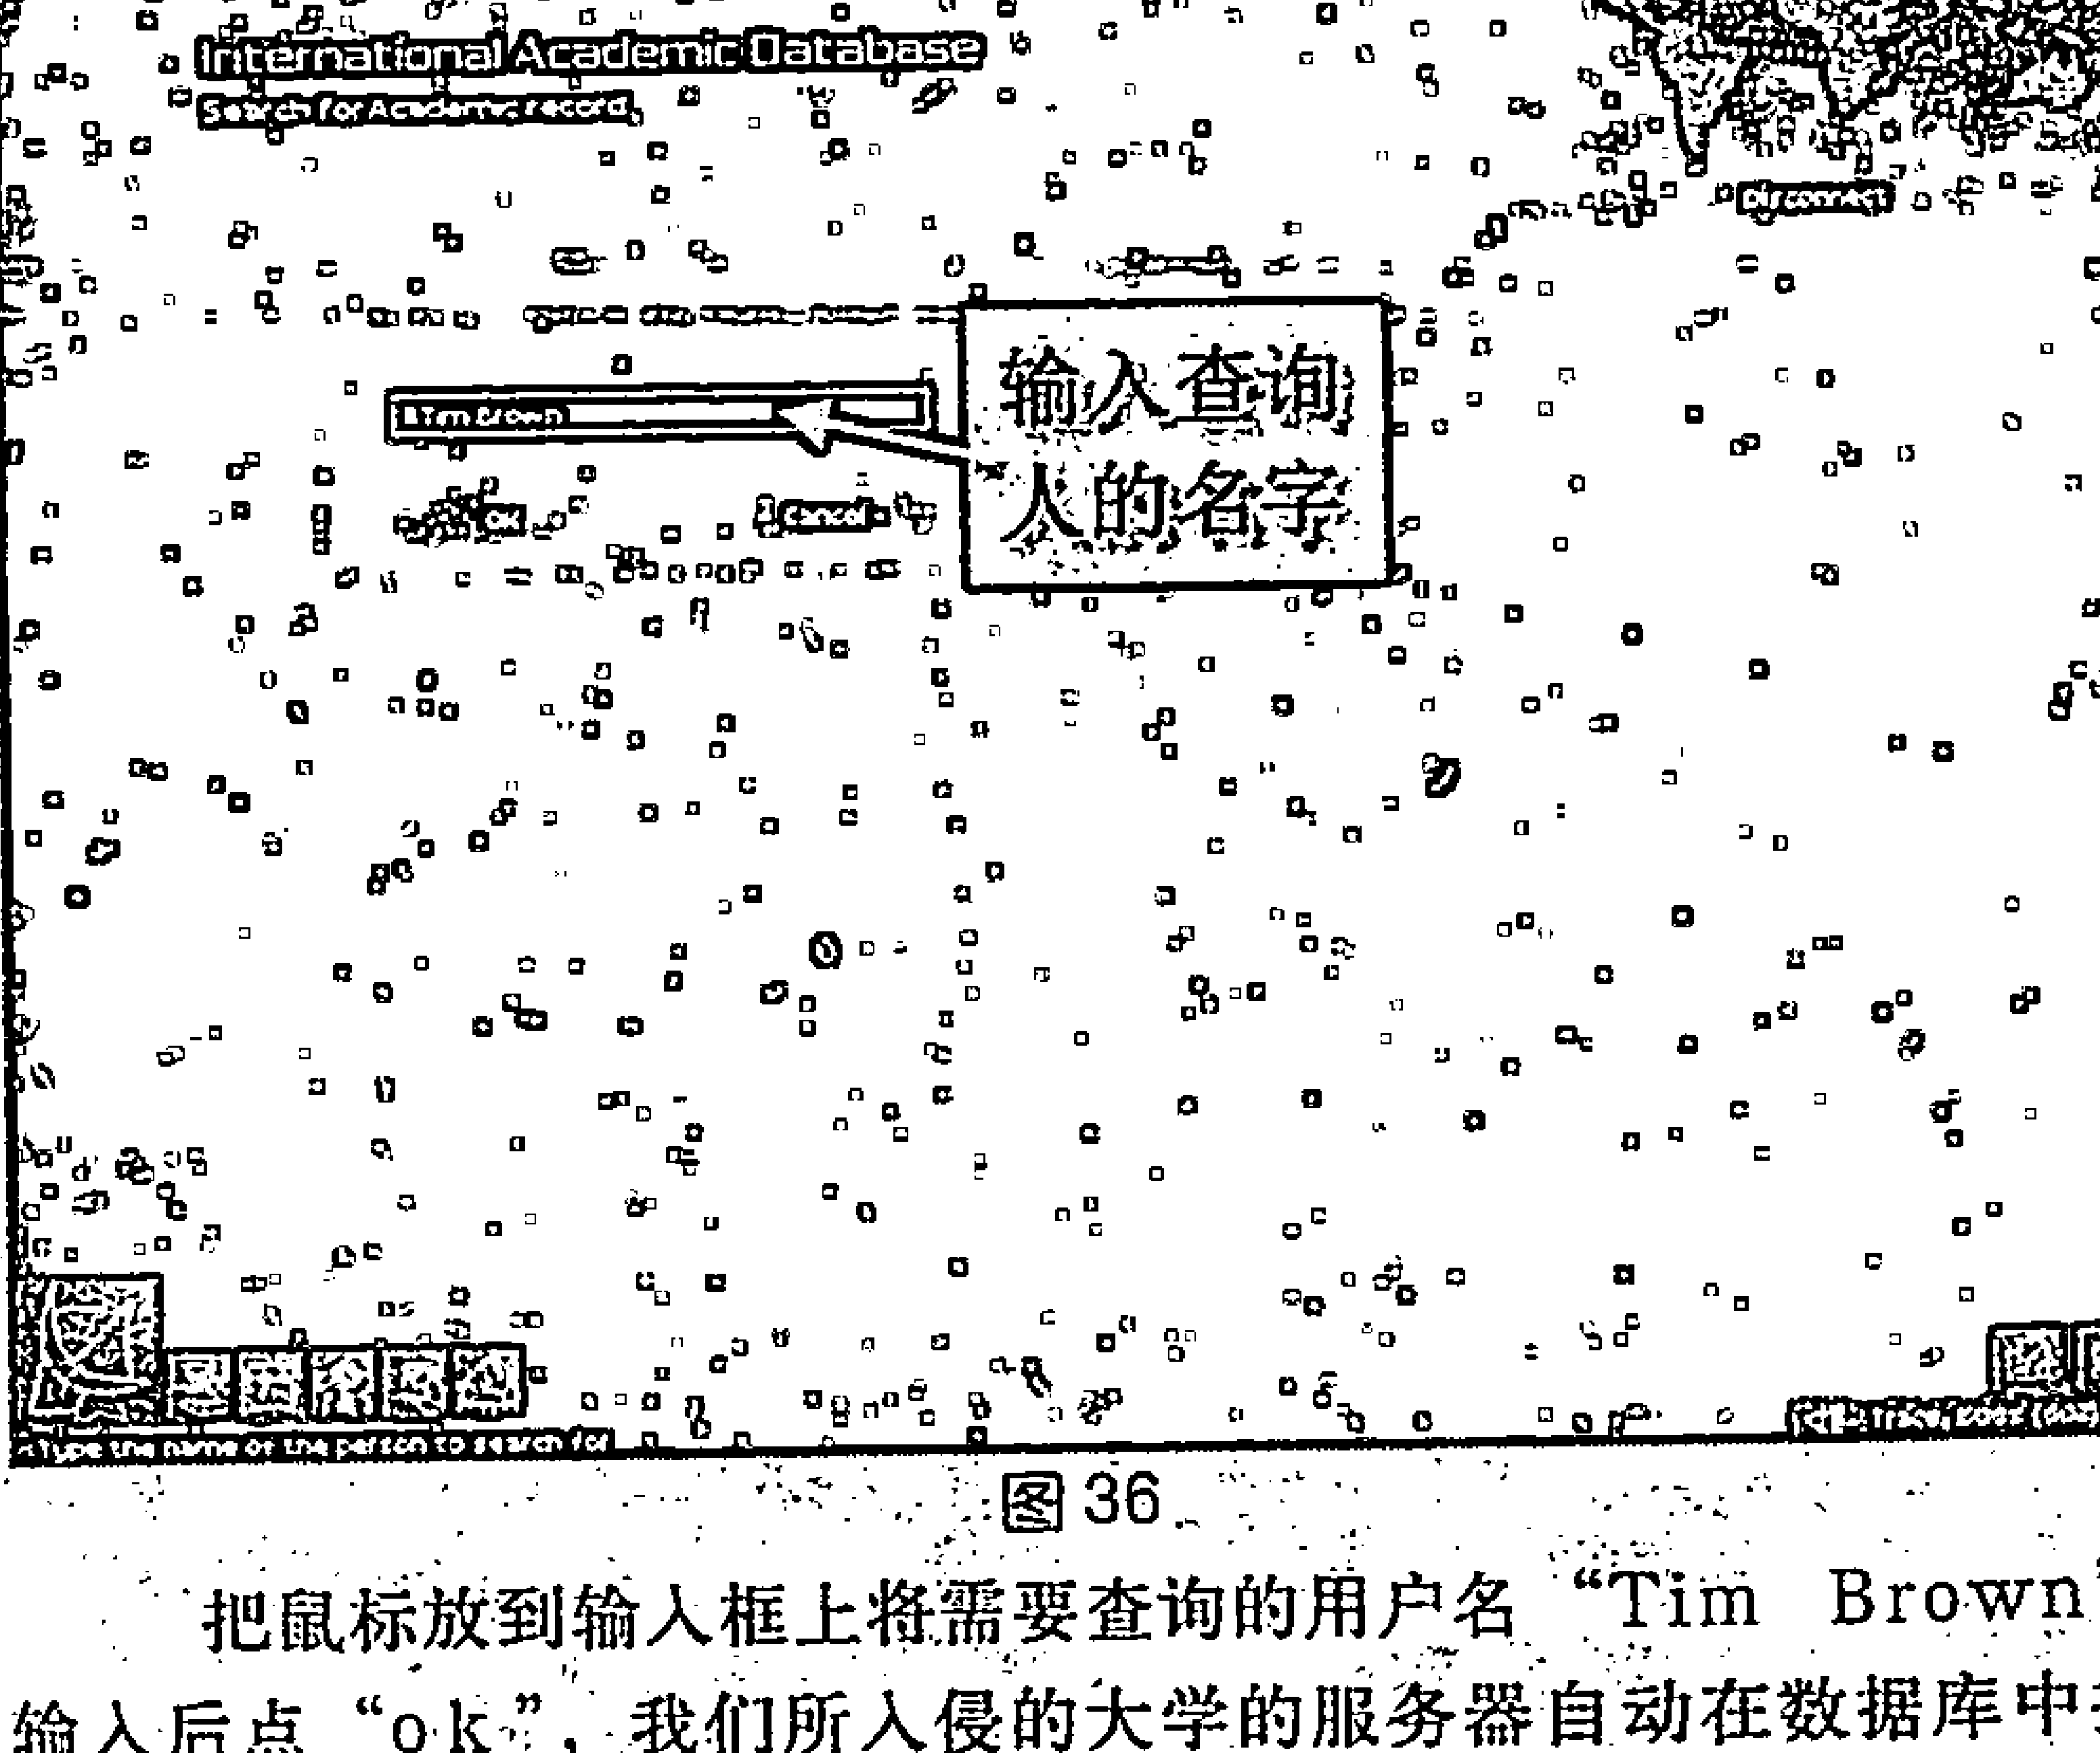 International Academic Database
Search for Academic record
Disconnect
输入查询
人的名字
Tim Brown
OK
Cancel
Type the name of the person to search for
图 36
把鼠标放到输入框上将需要查询的用户名 “Tim Brown”
输入后点 “ok”, 我们所入侵的大学的服务器自动在数据库中